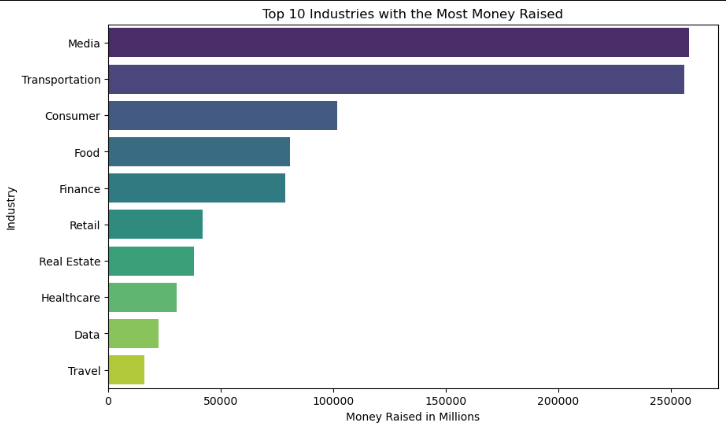 Top 10 Industries with the Most Money Raised
Media
Transportation
Consumer
Food
Finance
Retail
Real Estate
Healthcare
Data
Travel
Industry
0 50000 100000 150000 200000 250000
Money Raised in Millions